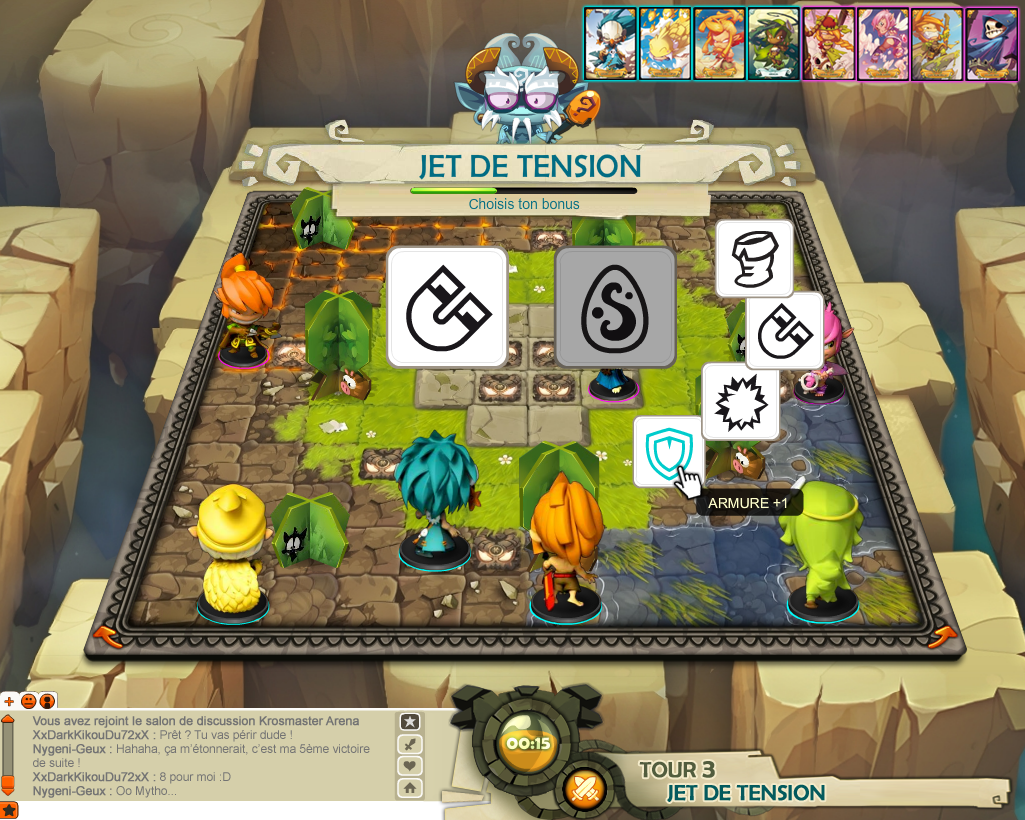 JET DE TENSION
Choisis ton bonus
ARMURE +1
Vous avez rejoint le salon de discussion Krosmaster Arena
XxDarkKikouDu72xX : Prêt ? Tu vas périr dude !
Nygeni-Geux : Hahaha, ça m'étonnerait, c'est ma 5ème victoire
de suite !
XxDarkKikouDu72xX : 8 pour moi :D
Nygeni-Geux : Oo Mytho...
00:15
TOUR 3
JET DE TENSION